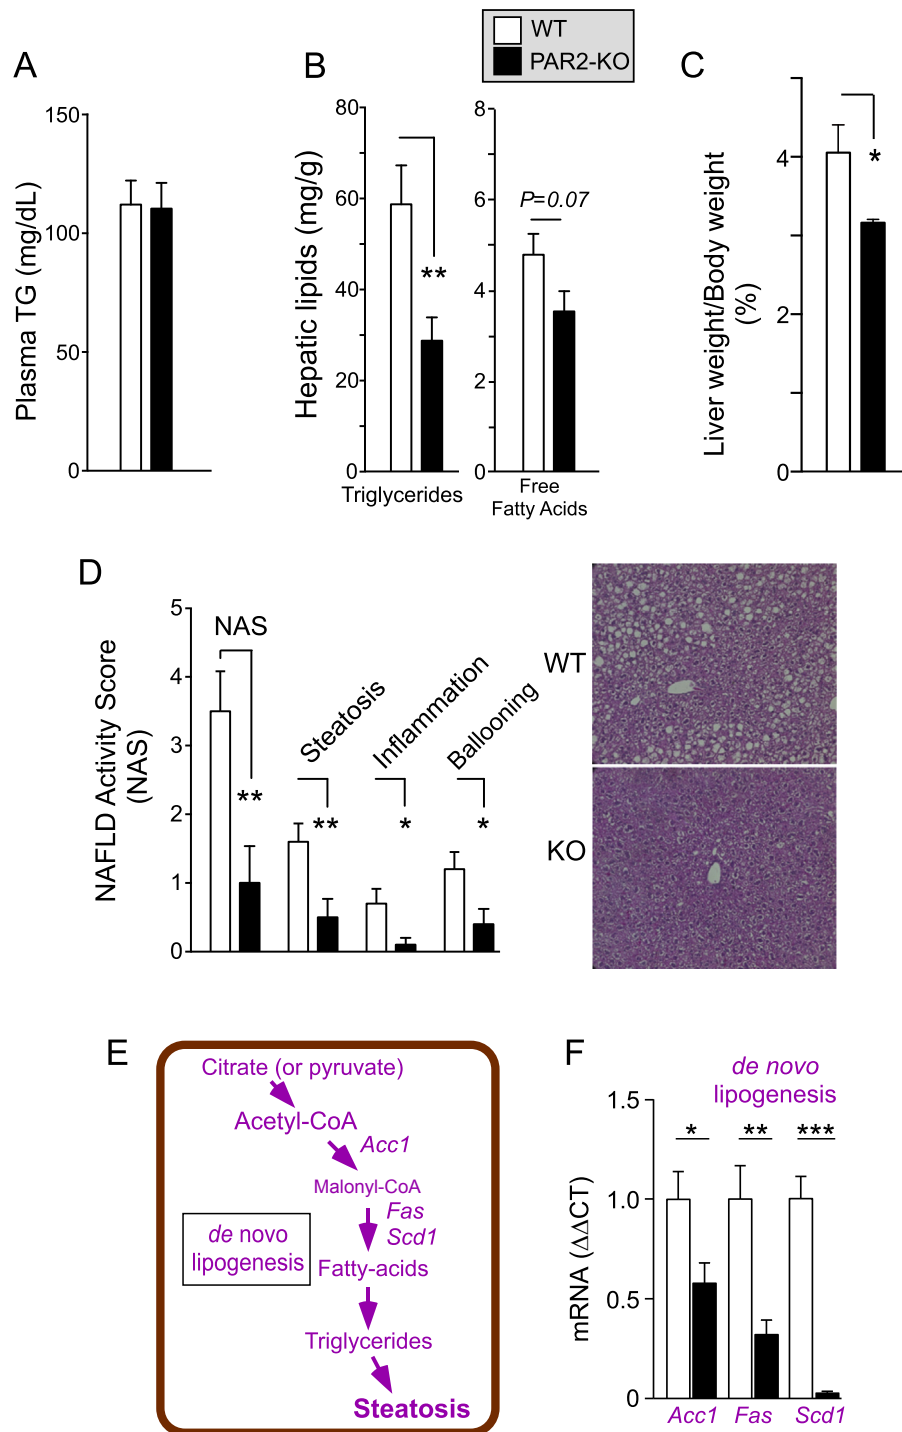 WT
PAR2-KO
A
Plasma TG (mg/dL)
150
100
50
0
B
Hepatic lipids (mg/g)
80
60
40
20
0
**
Triglycerides
8
6
4
2
0
P=0.07
Free
Fatty Acids
C
Liver weight/Body weight
(%)
4
2
0
*
D
NAFLD Activity Score
(NAS)
5
4
3
2
1
0
NAS
**
Steatosis
**
Inflammation
*
Ballooning
*
WT
KO
E
Citrate (or pyruvate)
Acetyl-CoA
Acc1
Malonyl-CoA
Fas
Scd1
de novo
lipogenesis
Fatty-acids
Triglycerides
Steatosis
F
de novo
lipogenesis
mRNA (ΔΔCT)
1.5
1.0
0.5
0
*
**
***
Acc1
Fas
Scd1